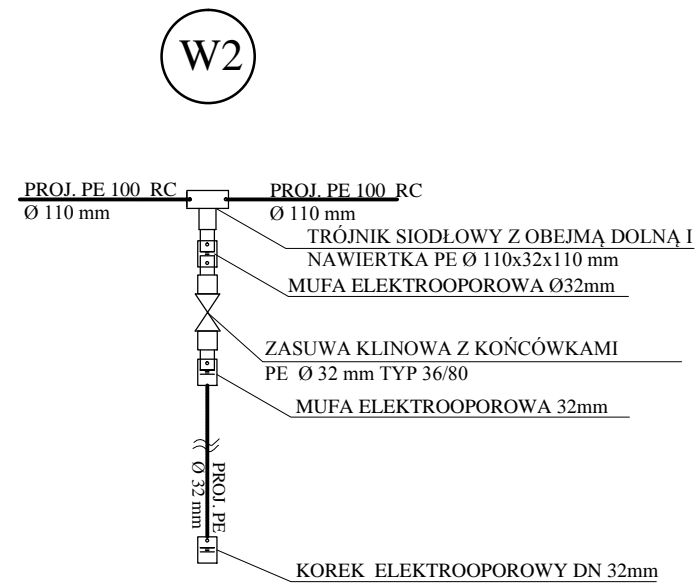 W2
PROJ. PE 100 RC
Ø 110 mm
PROJ. PE 100 RC
Ø 110 mm
TRÓJNIK SIODŁOWY Z OBEJMĄ DOLNĄ I
NAWIERTKA PE Ø 110x32x110 mm
MUFA ELEKTROOPOROWA Ø32mm
ZASUWA KLINOWA Z KOŃCÓWKAMI
PE Ø 32 mm TYP 36/80
MUFA ELEKTROOPOROWA 32mm
PROJ. PE
Ø 32 mm
KOREK ELEKTROOPOROWY DN 32mm